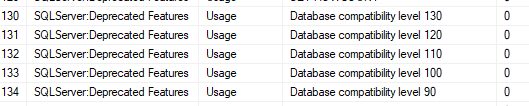 130 SQLServer:Deprecated Features Usage Database compatibility level 130 0
131 SQLServer:Deprecated Features Usage Database compatibility level 120 0
132 SQLServer:Deprecated Features Usage Database compatibility level 110 0
133 SQLServer:Deprecated Features Usage Database compatibility level 100 0
134 SQLServer:Deprecated Features Usage Database compatibility level 90 0